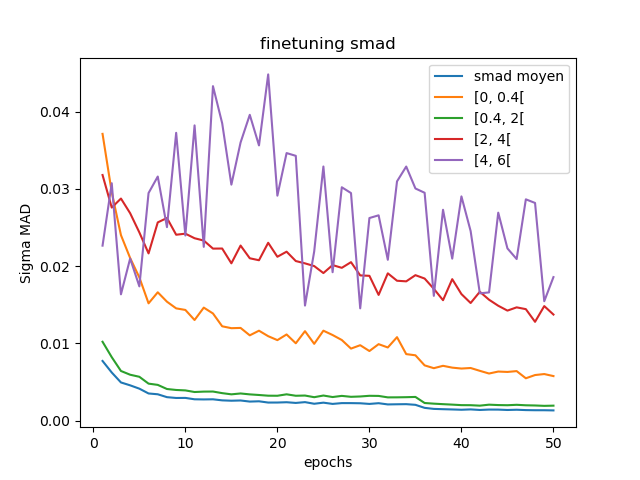 finetuning smad
smad moyen
[0, 0.4[
[0.4, 2[
[2, 4[
[4, 6[
Sigma MAD
0.04
0.03
0.02
0.01
0.00
0 10 20 30 40 50
epochs